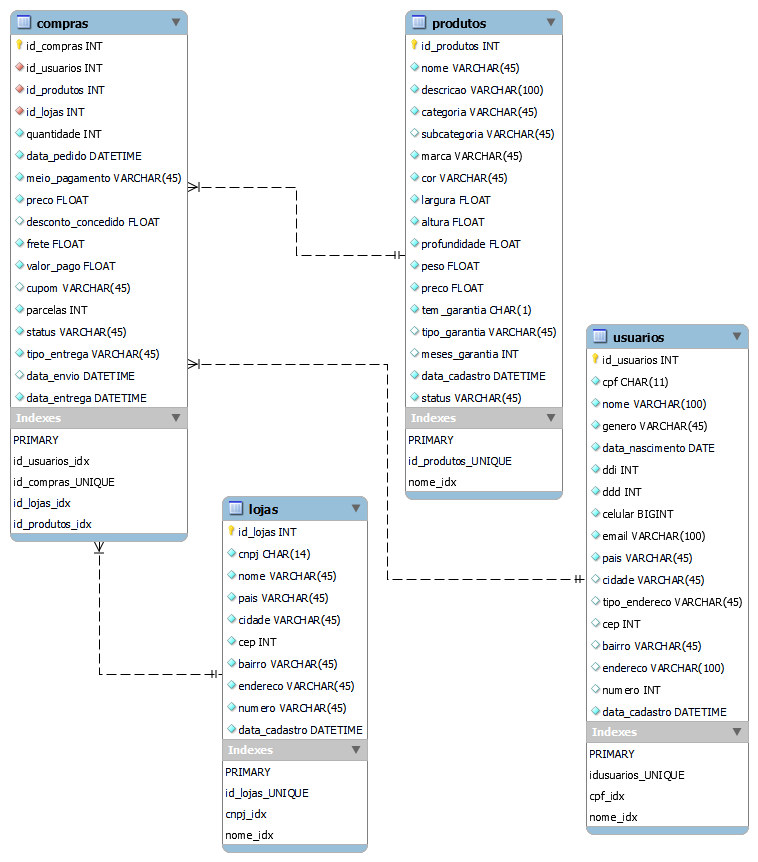 compras
id_compras INT
id_usuarios INT
id_produtos INT
id_lojas INT
quantidade INT
data_pedido DATETIME
meio_pagamento VARCHAR(45)
preco FLOAT
desconto_concedido FLOAT
frete FLOAT
valor_pago FLOAT
cupom VARCHAR(45)
parcelas INT
status VARCHAR(45)
tipo_entrega VARCHAR(45)
data_envio DATETIME
data_entrega DATETIME
Indexes
PRIMARY
id_usuarios_idx
id_compras_UNIQUE
id_lojas_idx
id_produtos_idx
produtos
id_produtos INT
nome VARCHAR(45)
descricao VARCHAR(100)
categoria VARCHAR(45)
subcategoria VARCHAR(45)
marca VARCHAR(45)
cor VARCHAR(45)
largura FLOAT
altura FLOAT
profundidade FLOAT
peso FLOAT
preco FLOAT
tem_garantia CHAR(1)
tipo_garantia VARCHAR(45)
meses_garantia INT
data_cadastro DATETIME
status VARCHAR(45)
Indexes
PRIMARY
id_produtos_UNIQUE
nome_idx
usuarios
id_usuarios INT
cpf CHAR(11)
nome VARCHAR(100)
genero VARCHAR(45)
data_nascimento DATE
ddi INT
ddd INT
celular BIGINT
email VARCHAR(100)
pais VARCHAR(45)
cidade VARCHAR(45)
tipo_endereco VARCHAR(45)
cep INT
bairro VARCHAR(45)
endereco VARCHAR(100)
numero INT
data_cadastro DATETIME
Indexes
PRIMARY
idusuarios_UNIQUE
cpf_idx
nome_idx
lojas
id_lojas INT
cnpj CHAR(14)
nome VARCHAR(45)
pais VARCHAR(45)
cidade VARCHAR(45)
cep INT
bairro VARCHAR(45)
endereco VARCHAR(45)
numero VARCHAR(45)
data_cadastro DATETIME
Indexes
PRIMARY
id_lojas_UNIQUE
cnpj_idx
nome_idx